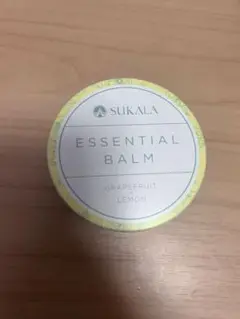 SUKALA
ESSENTIAL
BALM
GRAPEFRUIT
LEMON